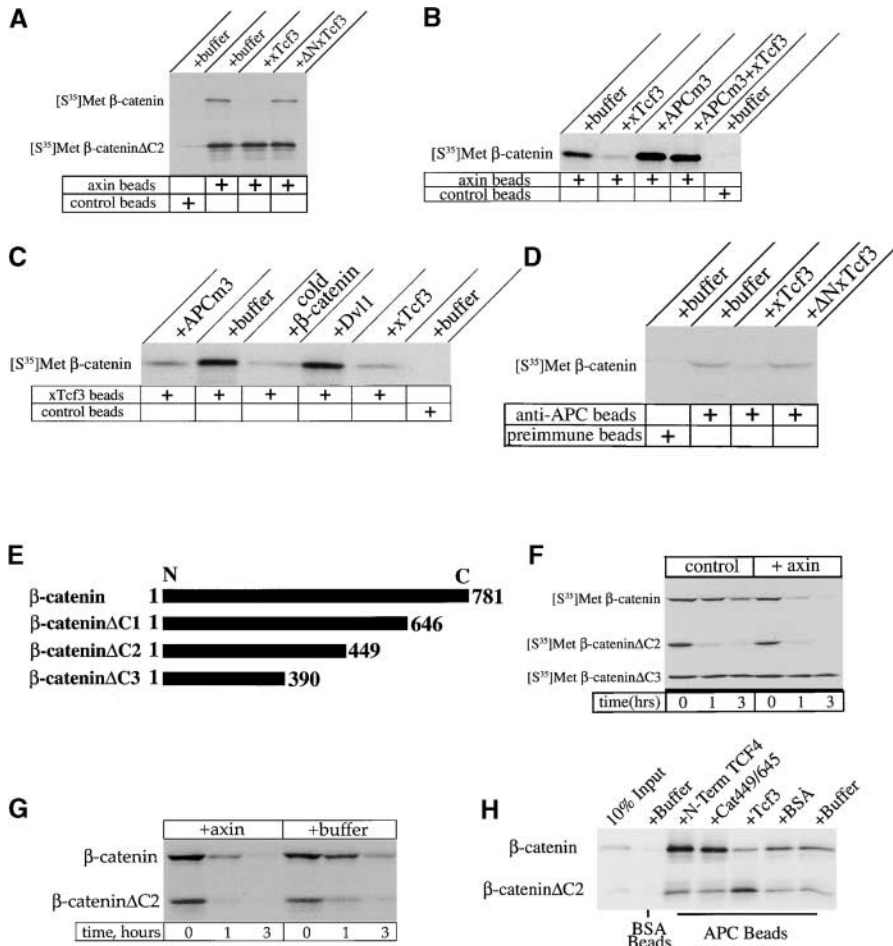 A
+buffer
+buffer
+xTcf3
+ΔNxTcf3
[S³⁵]Met β-catenin
[S³⁵]Met β-cateninΔC2
axin beads + + +
control beads +
B
+buffer
+xTcf3
+APCm3
+APCm3+xTcf3
+buffer
[S³⁵]Met β-catenin
axin beads + + + +
control beads +
C
+APCm3
+buffer
cold
+β-catenin
+Dvl1
+xTcf3
+buffer
[S³⁵]Met β-catenin
xTcf3 beads + + + + +
control beads +
D
+buffer
+buffer
+xTcf3
+ΔNxTcf3
[S³⁵]Met β-catenin
anti-APC beads + + +
preimmune beads +
E
N C
β-catenin 1 781
β-cateninΔC1 1 646
β-cateninΔC2 1 449
β-cateninΔC3 1 390
F
control + axin
[S³⁵]Met β-catenin
[S³⁵]Met β-cateninΔC2
[S³⁵]Met β-cateninΔC3
time(hrs) 0 1 3 0 1 3
G
+axin +buffer
β-catenin
β-cateninΔC2
time, hours 0 1 3 0 1 3
H
10% Input
+Buffer
+N-Term TCF4
+Cat449/645
+Tcf3
+BSA
+Buffer
β-catenin
β-cateninΔC2
BSA
Beads
APC Beads